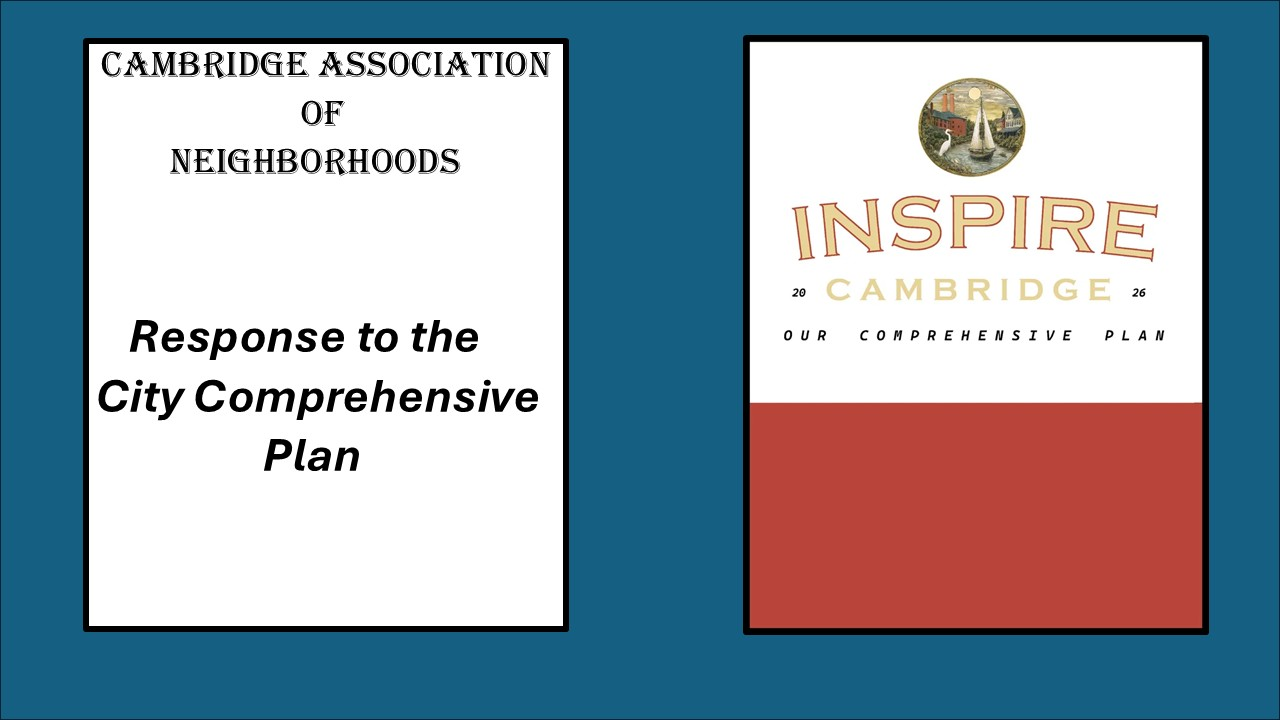 CAMBRIDGE ASSOCIATION
OF
NEIGHBORHOODS
Response to the
City Comprehensive
Plan
INSPIRE
20 CAMBRIDGE 26
OUR COMPREHENSIVE PLAN